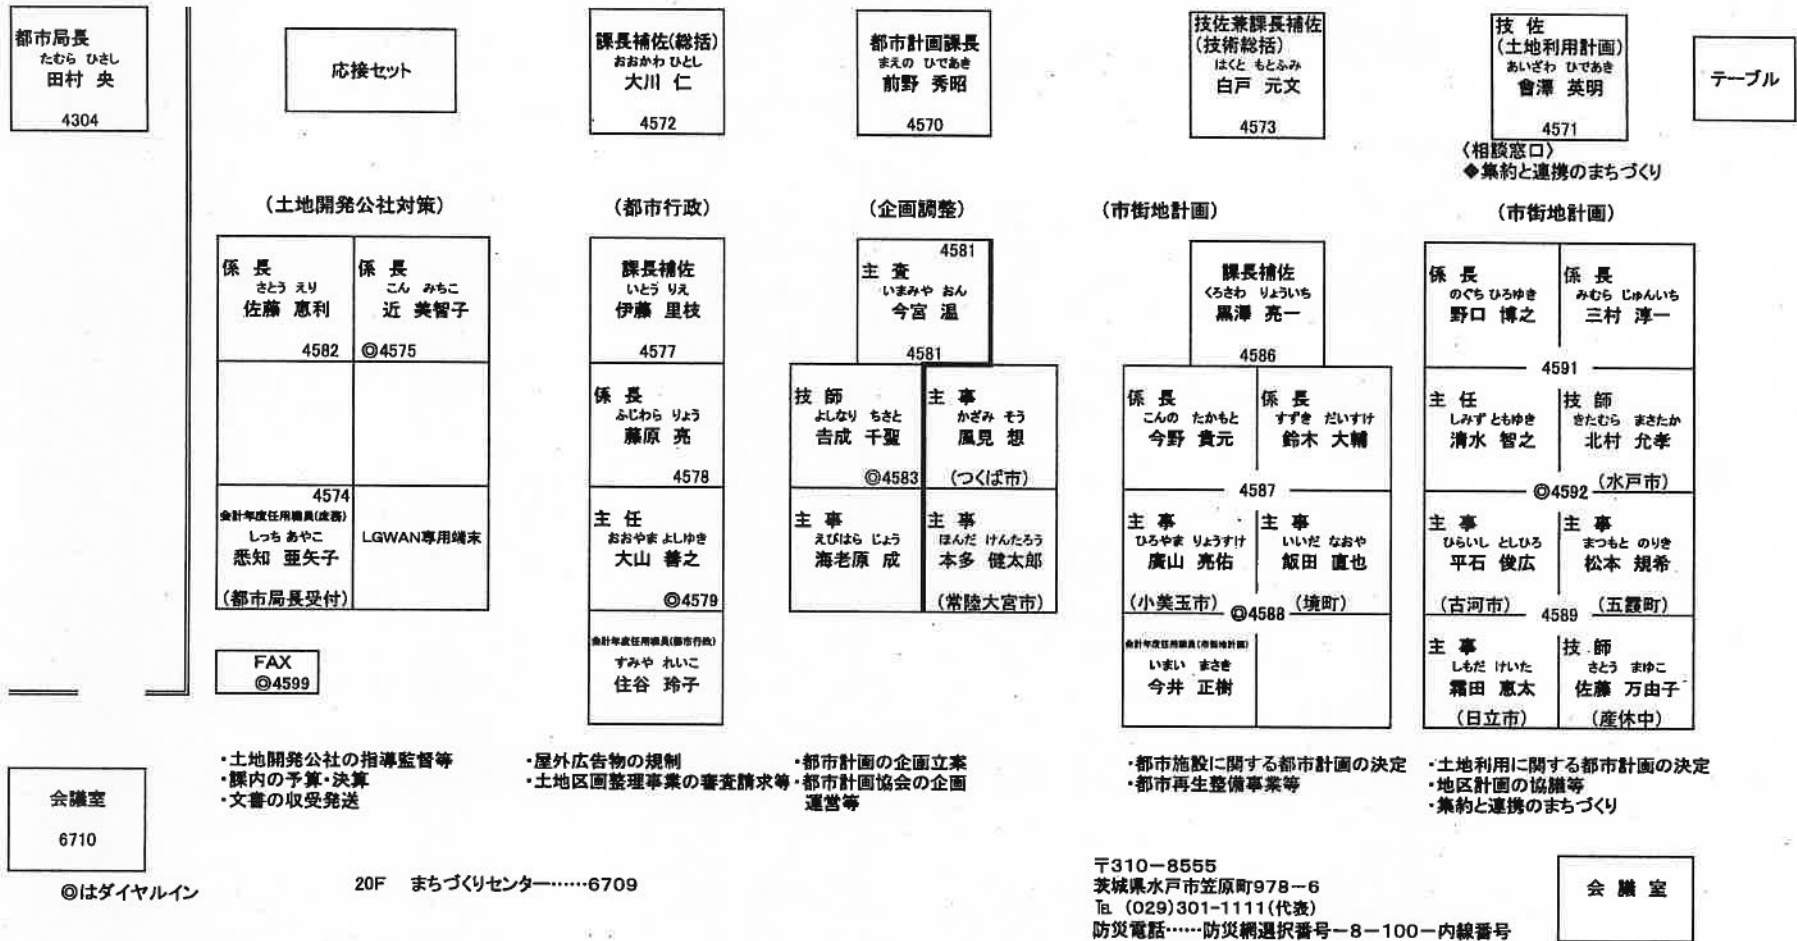 都市局長
たむら ひさし
田村 央
4304
応接セット
課長補佐(総括)
おおかわ ひとし
大川 仁
4572
都市計画課長
まえの ひであき
前野 秀昭
4570
技佐兼課長補佐
(技術総括)
はくと もとふみ
白戸 元文
4573
技 佐
(土地利用計画)
あいざわ ひであき
會澤 英明
4571
テーブル
〈相談窓口〉
◆集約と連携のまちづくり
(土地開発公社対策)
係 長
さとう えり
佐藤 恵利
4582
係 長
こん みちこ
近 美智子
◎4575
4574
会計年度任用職員(庶務)
しっち あやこ
悉知 亜矢子
(都市局長受付)
LGWAN専用端末
FAX
◎4599
・土地開発公社の指導監督等
・課内の予算・決算
・文書の収受発送
(都市行政)
課長補佐
いとう りえ
伊藤 里枝
4577
係 長
ふじわら りょう
藤原 亮
4578
主 任
おおやま よしゆき
大山 善之
◎4579
会計年度任用職員(都市行政)
すみや れいこ
住谷 玲子
・屋外広告物の規制
・土地区画整理事業の審査請求等
(企画調整)
4581
主 査
いまみや おん
今宮 温
4581
技 師
よしなり ちさと
吉成 千聖
◎4583
主 事
かざみ そう
風見 想
(つくば市)
主 事
えびはら じょう
海老原 成
主 事
ほんだ けんたろう
本多 健太郎
(常陸大宮市)
・都市計画の企画立案
・都市計画協会の企画
運営等
(市街地計画)
課長補佐
くろさわ りょういち
黒澤 亮一
4586
係 長
こんの たかもと
今野 貴元
係 長
すずき だいすけ
鈴木 大輔
4587
主 事
ひろやま りょうすけ
廣山 亮佑
(小美玉市)
主 事
いいだ なおや
飯田 直也
(境町)
◎4588
会計年度任用職員(市街地計画)
いまい まさき
今井 正樹
・都市施設に関する都市計画の決定
・都市再生整備事業等
(市街地計画)
係 長
のぐち ひろゆき
野口 博之
係 長
みむら じゅんいち
三村 淳一
4591
主 任
しみず ともゆき
清水 智之
技 師
きたむら まさたか
北村 允孝
(水戸市)
◎4592
主 事
ひらいし としひろ
平石 俊広
(古河市)
主 事
まつもと のりき
松本 規希
(五霞町)
4589
主 事
しもだ けいた
霜田 恵太
(日立市)
技 師
さとう まゆこ
佐藤 万由子
(産休中)
・土地利用に関する都市計画の決定
・地区計画の協議等
・集約と連携のまちづくり
会議室
6710
◎はダイヤルイン
20F まちづくりセンター……6709
〒310-8555
茨城県水戸市笠原町978-6
℡ (029)301-1111(代表)
防災電話……防災網選択番号-8-100-内線番号
会 議 室